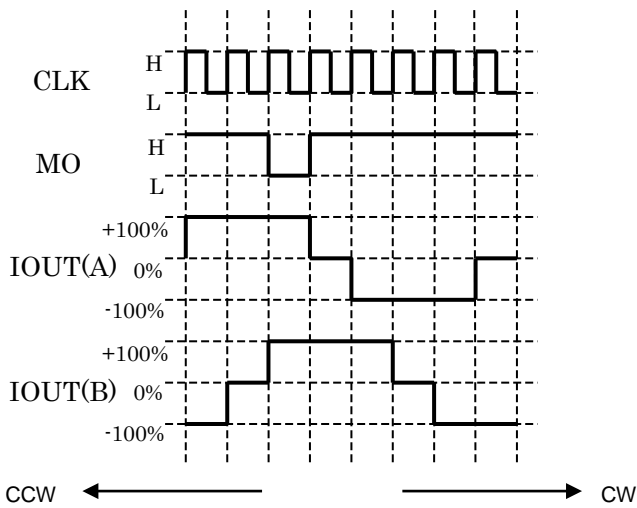 CLK
H
L
MO
H
L
IOUT(A)
+100%
0%
-100%
IOUT(B)
+100%
0%
-100%
CCW
CW